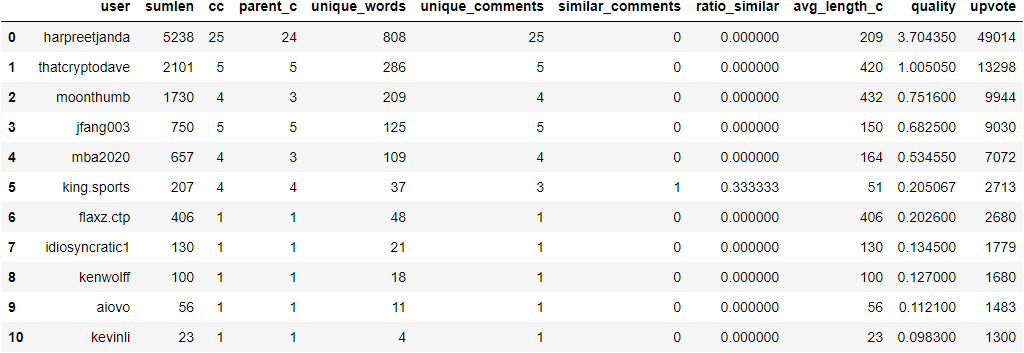 user sumlen cc parent_c unique_words unique_comments similar_comments ratio_similar avg_length_c quality upvote
0 harpreetjanda 5238 25 24 808 25 0 0.000000 209 3.704350 49014
1 thatcryptodave 2101 5 5 286 5 0 0.000000 420 1.005050 13298
2 moonthumb 1730 4 3 209 4 0 0.000000 432 0.751600 9944
3 jfang003 750 5 5 125 5 0 0.000000 150 0.682500 9030
4 mba2020 657 4 3 109 4 0 0.000000 164 0.534550 7072
5 king.sports 207 4 4 37 3 1 0.333333 51 0.205067 2713
6 flaxz.ctp 406 1 1 48 1 0 0.000000 406 0.202600 2680
7 idiosyncratic1 130 1 1 21 1 0 0.000000 130 0.134500 1779
8 kenwolff 100 1 1 18 1 0 0.000000 100 0.127000 1680
9 aiovo 56 1 1 11 1 0 0.000000 56 0.112100 1483
10 kevinli 23 1 1 4 1 0 0.000000 23 0.098300 1300